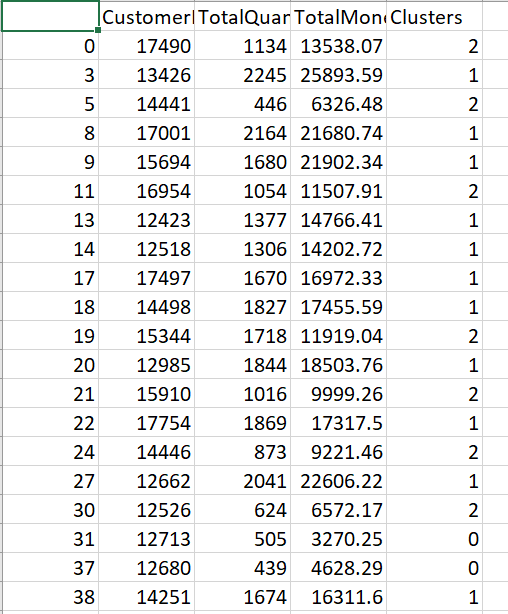 CustomerI TotalQuar TotalMone Clusters
0 17490 1134 13538.07 2
3 13426 2245 25893.59 1
5 14441 446 6326.48 2
8 17001 2164 21680.74 1
9 15694 1680 21902.34 1
11 16954 1054 11507.91 2
13 12423 1377 14766.41 1
14 12518 1306 14202.72 1
17 17497 1670 16972.33 1
18 14498 1827 17455.59 1
19 15344 1718 11919.04 2
20 12985 1844 18503.76 1
21 15910 1016 9999.26 2
22 17754 1869 17317.5 1
24 14446 873 9221.46 2
27 12662 2041 22606.22 1
30 12526 624 6572.17 2
31 12713 505 3270.25 0
37 12680 439 4628.29 0
38 14251 1674 16311.6 1